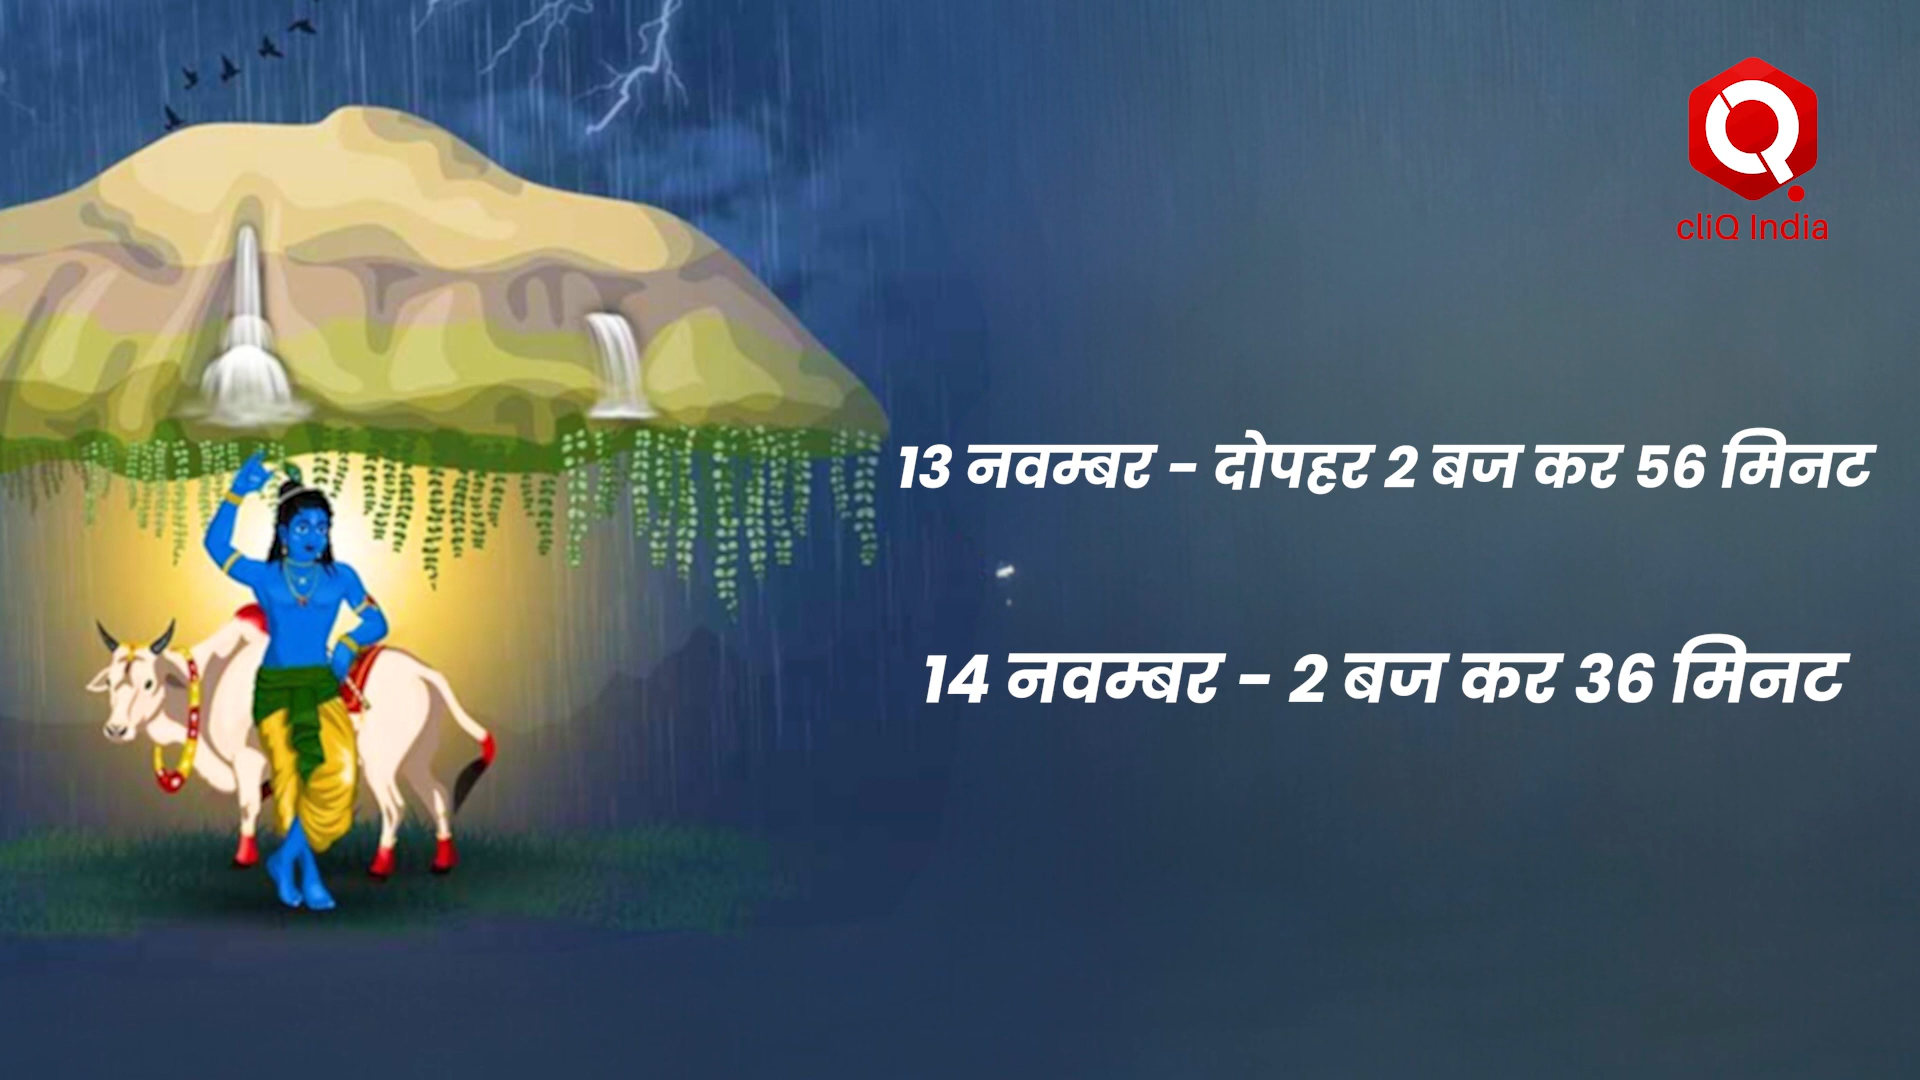 cliQ India
13 नवम्बर - दोपहर 2 बज कर 56 मिनट
14 नवम्बर - 2 बज कर 36 मिनट